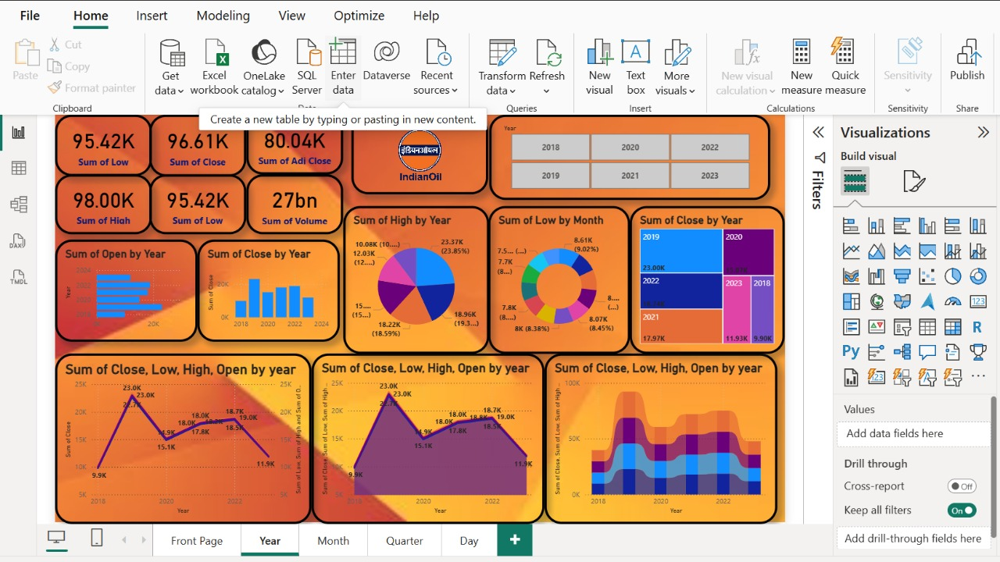 File Home Insert Modeling View Optimize Help
Paste
Cut
Copy
Format painter
Clipboard
Get data
Excel workbook
OneLake catalog
SQL Server
Enter data
Dataverse
Recent sources
Transform data
Refresh
Queries
New visual
Text box
More visuals
Insert
New visual calculation
New measure
Quick measure
Calculations
Sensitivity
Sensitivity
Publish
Share
Create a new table by typing or pasting in new content.
95.42K
Sum of Low
96.61K
Sum of Close
80.04K
Sum of Adj Close
98.00K
Sum of High
95.42K
Sum of Low
27bn
Sum of Volume
इंडियनऑयल
IndianOil
Year
2018 2020 2022
2019 2021 2023
Sum of Open by Year
Year
2024
2022
2020
2018
20K
Sum of Close by Year
Sum of Close
20K
0K
2018 2020 2022 2024
Sum of High by Year
10.08K (10....)
12.03K
(12....)
15....
(15...)
18.22K
(18.59%)
18.96K
(19.3...)
23.37K
(23.85%)
Sum of Low by Month
7.5... (...)
7.7K
(8...)
7.8K
(8....)
8K (8.38%)
8.07K
(8.45%)
8....
(...)
8.61K
(9.02%)
Sum of Close by Year
2019
23.00K
2022
2021
17.97K
2020
2023
11.93K
2018
9.90K
Sum of Close, Low, High, Open by year
Sum of Close
25K
20K
15K
10K
5K
9.9K
23.0K
23.0K
22.7K
14.9K
15.1K
18.0K
18.0K
17.8K
18.7K
18.5K
19.0K
11.9K
25K
20K
15K
10K
5K
Sum of Low, Sum of High and Sum of O...
2018 2020 2022
Year
Sum of Close, Low, High, Open by year
Sum of Close, Sum of Low, Sum of High ...
25K
20K
15K
10K
5K
9.9K
23.0K
23.0K
22.7K
14.9K
15.1K
18.0K
18.0K
17.8K
18.8K
18.7K
18.5K
19.0K
11.9K
2018 2020 2022
Year
Sum of Close, Low, High, Open by year
Sum of Close, Sum of Low, Sum of High ...
100K
50K
0K
2018 2020 2022
Year
Filters
Visualizations
Build visual
123
R
Py
123
Values
Add data fields here
Drill through
Cross-report Off
Keep all filters On
Add drill-through fields here
DAX
TMDL
Front Page Year Month Quarter Day +